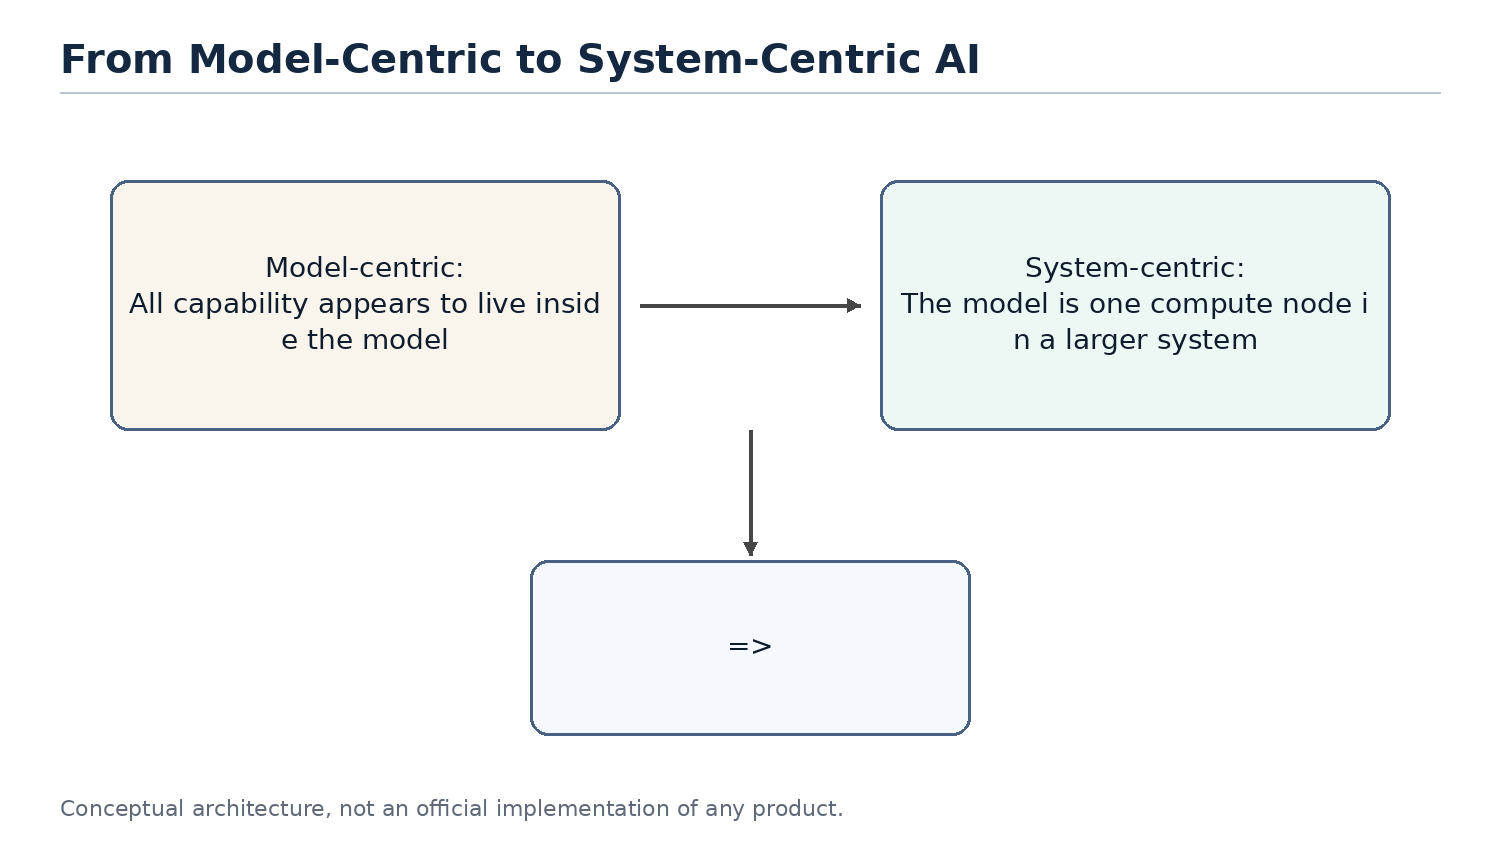 From Model-Centric to System-Centric AI
Model-centric:
All capability appears to live insid
e the model
System-centric:
The model is one compute node i
n a larger system
=>
Conceptual architecture, not an official implementation of any product.